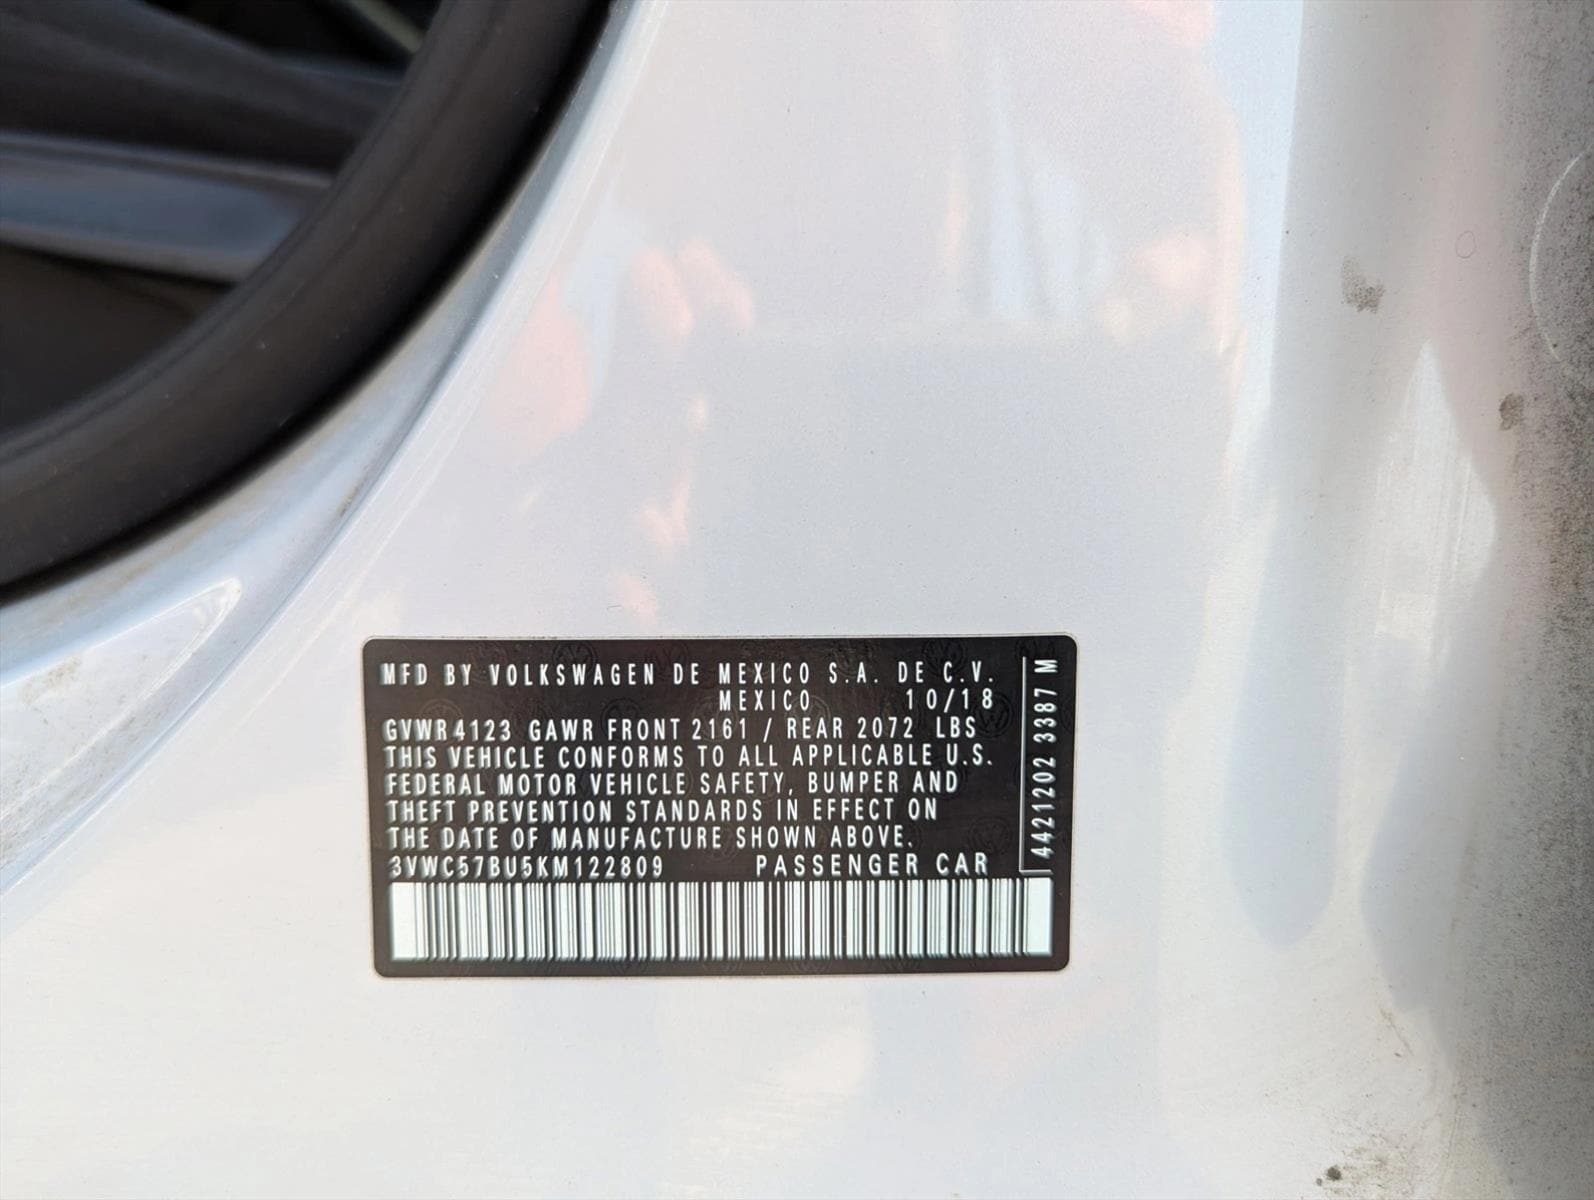 MFD BY VOLKSWAGEN DE MEXICO S.A. DE C.V.
MEXICO 10/18
GVWR 4123 GAWR FRONT 2161 / REAR 2072 LBS
THIS VEHICLE CONFORMS TO ALL APPLICABLE U.S.
FEDERAL MOTOR VEHICLE SAFETY, BUMPER AND
THEFT PREVENTION STANDARDS IN EFFECT ON
THE DATE OF MANUFACTURE SHOWN ABOVE.
3VWC57BU5KM122809 PASSENGER CAR
4421202 3387 M